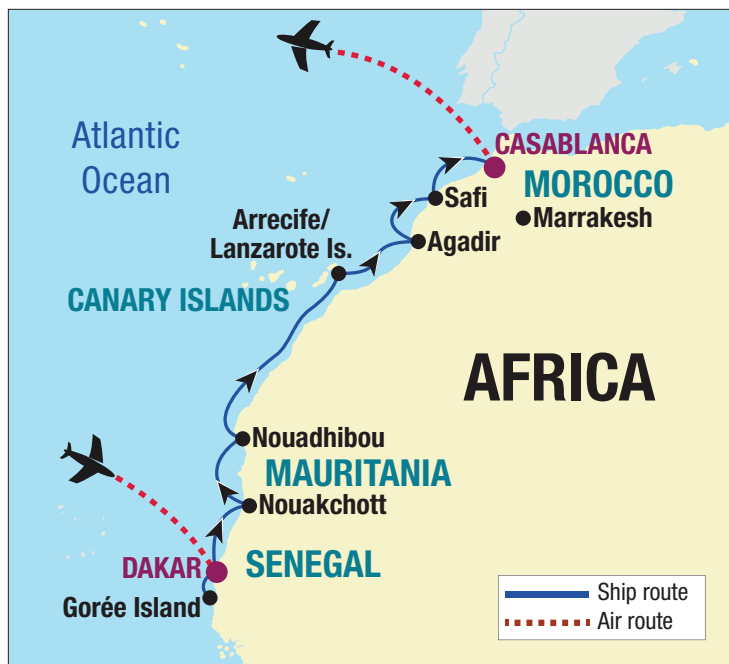 Atlantic
Ocean
CASABLANCA
MOROCCO
Safi
Marrakesh
Arrecife/
Lanzarote Is.
Agadir
CANARY ISLANDS
AFRICA
Nouadhibou
MAURITANIA
Nouakchott
DAKAR
SENEGAL
Gorée Island
Ship route
Air route